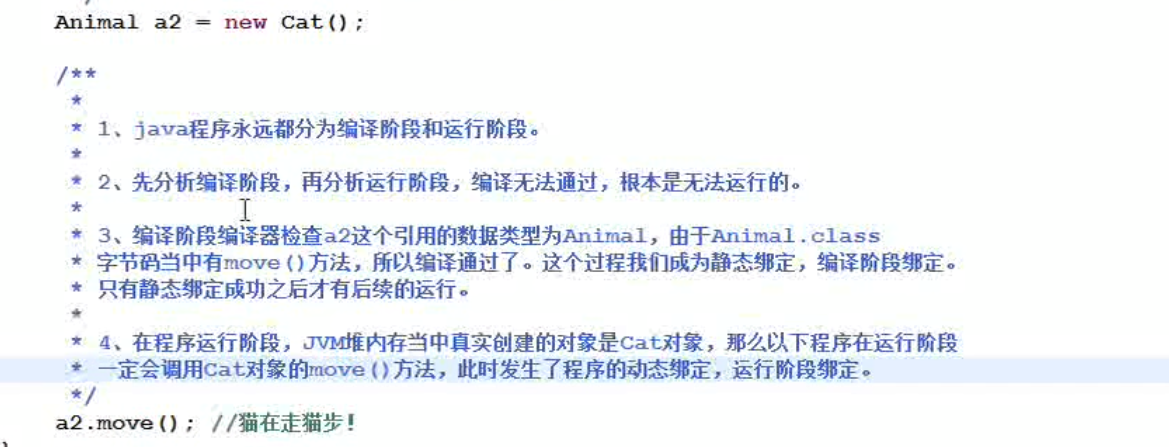 Animal a2 = new Cat();
/**
*
* 1、java程序永远都分为编译阶段和运行阶段。
*
* 2、先分析编译阶段，再分析运行阶段，编译无法通过，根本是无法运行的。
*
* 3、编译阶段编译器检查a2这个引用的数据类型为Animal，由于Animal.class
* 字节码当中有move()方法，所以编译通过了。这个过程我们成为静态绑定，编译阶段绑定。
* 只有静态绑定成功之后才有后续的运行。
*
* 4、在程序运行阶段，JVM堆内存当中真实创建的对象是Cat对象，那么以下程序在运行阶段
* 一定会调用Cat对象的move()方法，此时发生了程序的动态绑定，运行阶段绑定。
*/
a2.move(); //猫在走猫步!